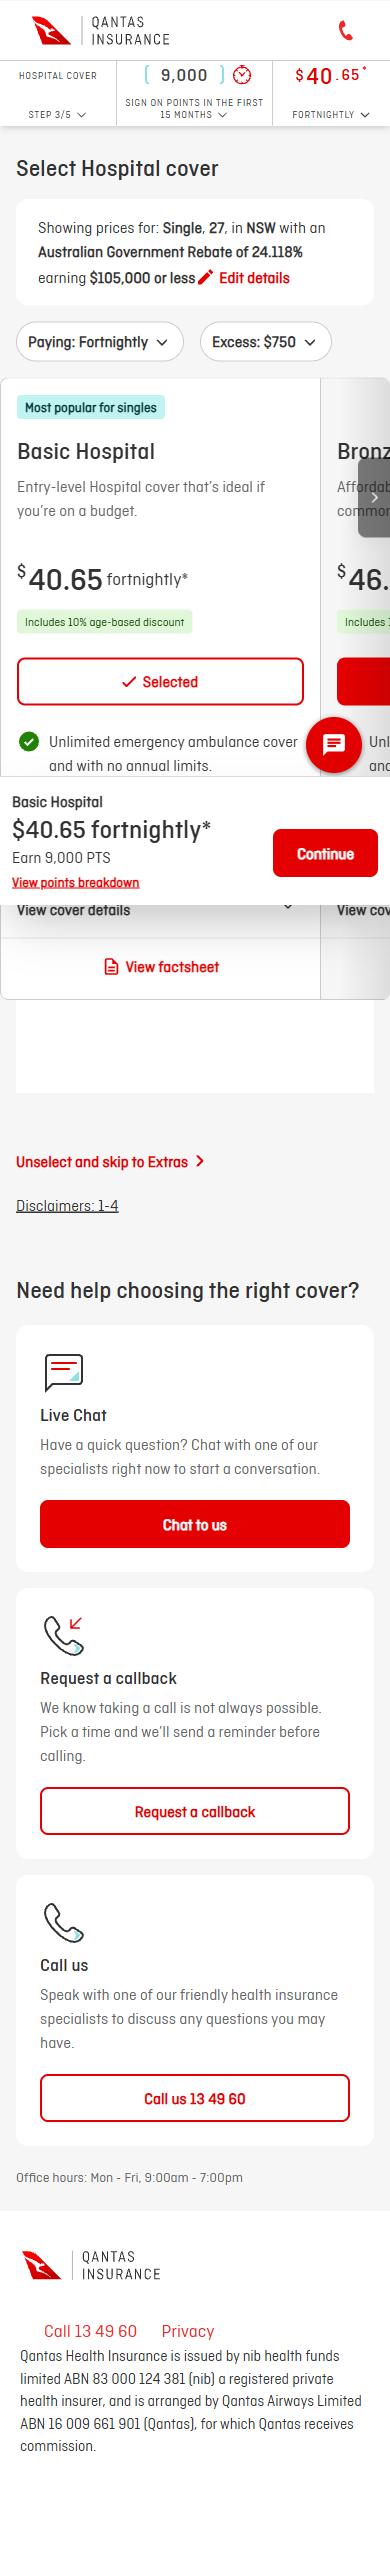 QANTAS
INSURANCE
HOSPITAL COVER
STEP 3/5
9,000
SIGN ON POINTS IN THE FIRST
15 MONTHS
$40.65*
FORTNIGHTLY
Select Hospital cover
Showing prices for: Single, 27, in NSW with an
Australian Government Rebate of 24.118%
earning $105,000 or less Edit details
Paying: Fortnightly
Excess: $750
Most popular for singles
Basic Hospital
Entry-level Hospital cover that's ideal if
you're on a budget.
$40.65 fortnightly*
Includes 10% age-based discount
Selected
Unlimited emergency ambulance cover
and with no annual limits.
Bronz
Affordab
common
$46.
Includes
Unl
and
Basic Hospital
$40.65 fortnightly*
Earn 9,000 PTS
View points breakdown
Continue
View cover details
View cov
View factsheet
Unselect and skip to Extras
Disclaimers: 1-4
Need help choosing the right cover?
Live Chat
Have a quick question? Chat with one of our
specialists right now to start a conversation.
Chat to us
Request a callback
We know taking a call is not always possible.
Pick a time and we'll send a reminder before
calling.
Request a callback
Call us
Speak with one of our friendly health insurance
specialists to discuss any questions you may
have.
Call us 13 49 60
Office hours: Mon - Fri, 9:00am - 7:00pm
QANTAS
INSURANCE
Call 13 49 60 Privacy
Qantas Health Insurance is issued by nib health funds
limited ABN 83 000 124 381 (nib) a registered private
health insurer, and is arranged by Qantas Airways Limited
ABN 16 009 661 901 (Qantas), for which Qantas receives
commission.